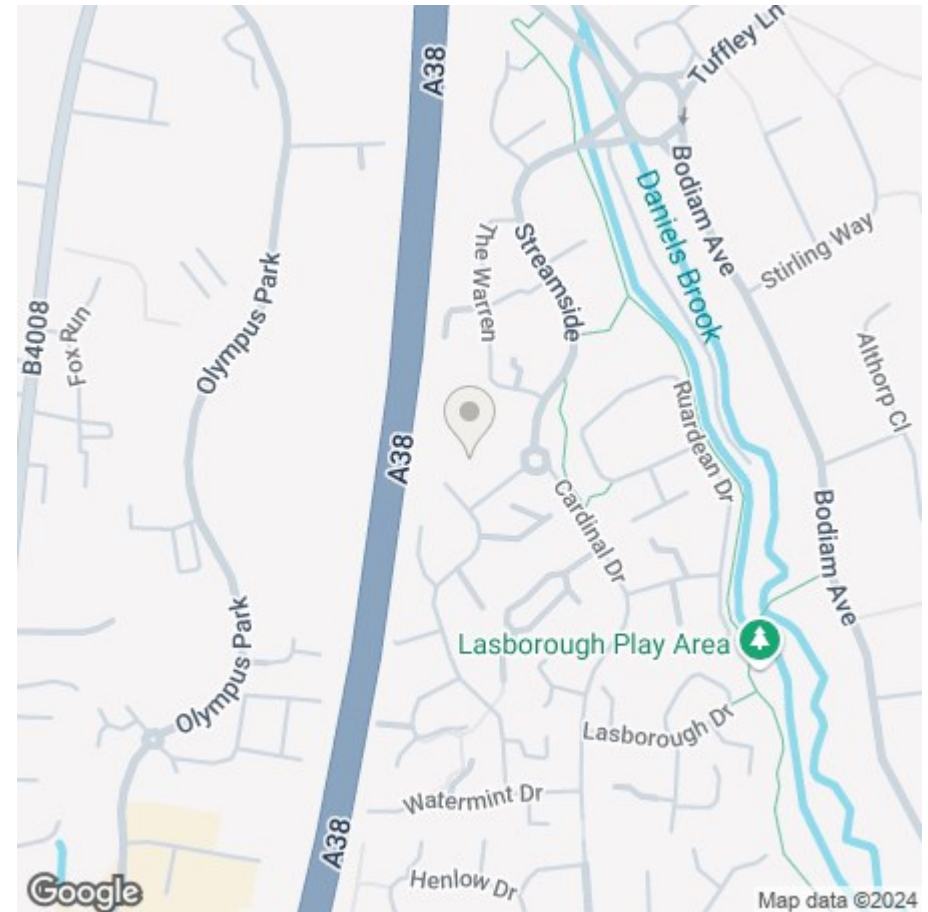 A38
Tuffley Ln
Bodiam Ave
Daniels Brook
The Warren
Streamside
Stirling Way
Olympus Park
B4008
Fox Run
Althorp Cl
Ruardean Dr
A38
Cardinal Dr
Bodiam Ave
Olympus Park
Lasborough Play Area
Lasborough Dr
Watermint Dr
A38
Henlow Dr
Google
Map data ©2024